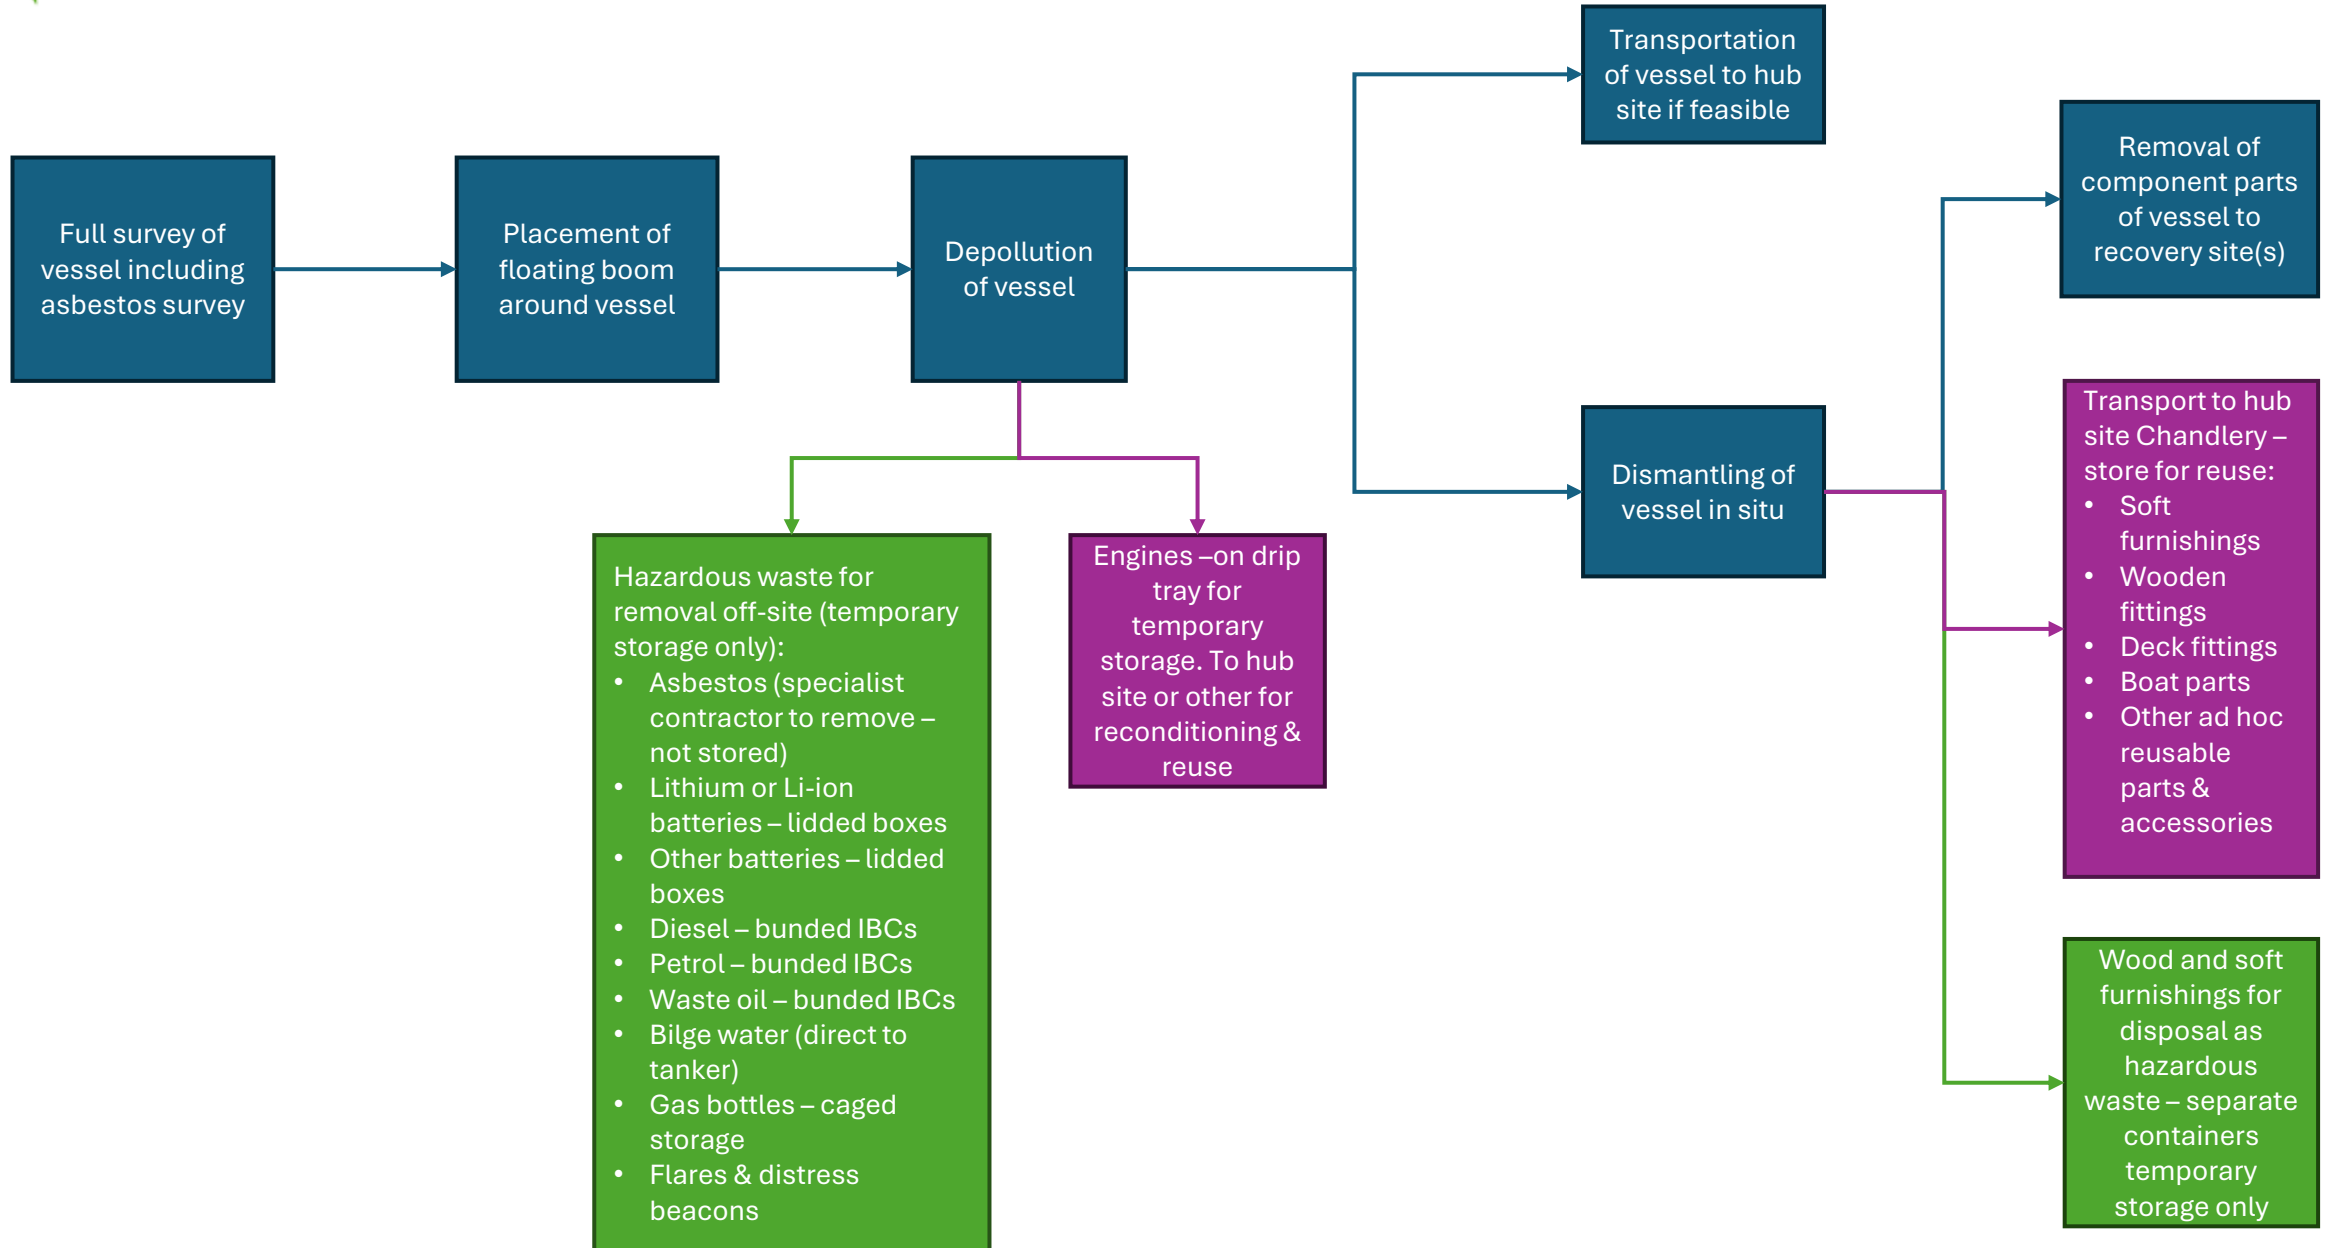 Full survey of
vessel including
asbestos survey
Placement of
floating boom
around vessel
Depollution
of vessel
Transportation
of vessel to hub
site if feasible
Dismantling of
vessel in situ
Removal of
component parts
of vessel to
recovery site(s)
Transport to hub
site Chandlery –
store for reuse:
• Soft
furnishings
• Wooden
fittings
• Deck fittings
• Boat parts
• Other ad hoc
reusable
parts &
accessories
Wood and soft
furnishings for
disposal as
hazardous
waste – separate
containers
temporary
storage only
Hazardous waste for
removal off-site (temporary
storage only):
• Asbestos (specialist
contractor to remove –
not stored)
• Lithium or Li-ion
batteries – lidded boxes
• Other batteries – lidded
boxes
• Diesel – bunded IBCs
• Petrol – bunded IBCs
• Waste oil – bunded IBCs
• Bilge water (direct to
tanker)
• Gas bottles – caged
storage
• Flares & distress
beacons
Engines –on drip
tray for
temporary
storage. To hub
site or other for
reconditioning &
reuse